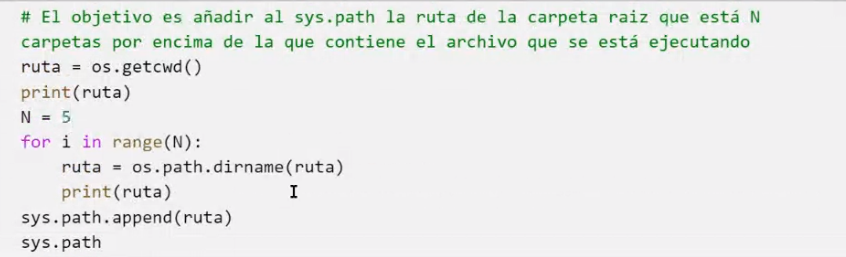 # El objetivo es añadir al sys.path la ruta de la carpeta raiz que está N
carpetas por encima de la que contiene el archivo que se está ejecutando
ruta = os.getcwd()
print(ruta)
N = 5
for i in range(N):
    ruta = os.path.dirname(ruta)
    print(ruta)
sys.path.append(ruta)
sys.path